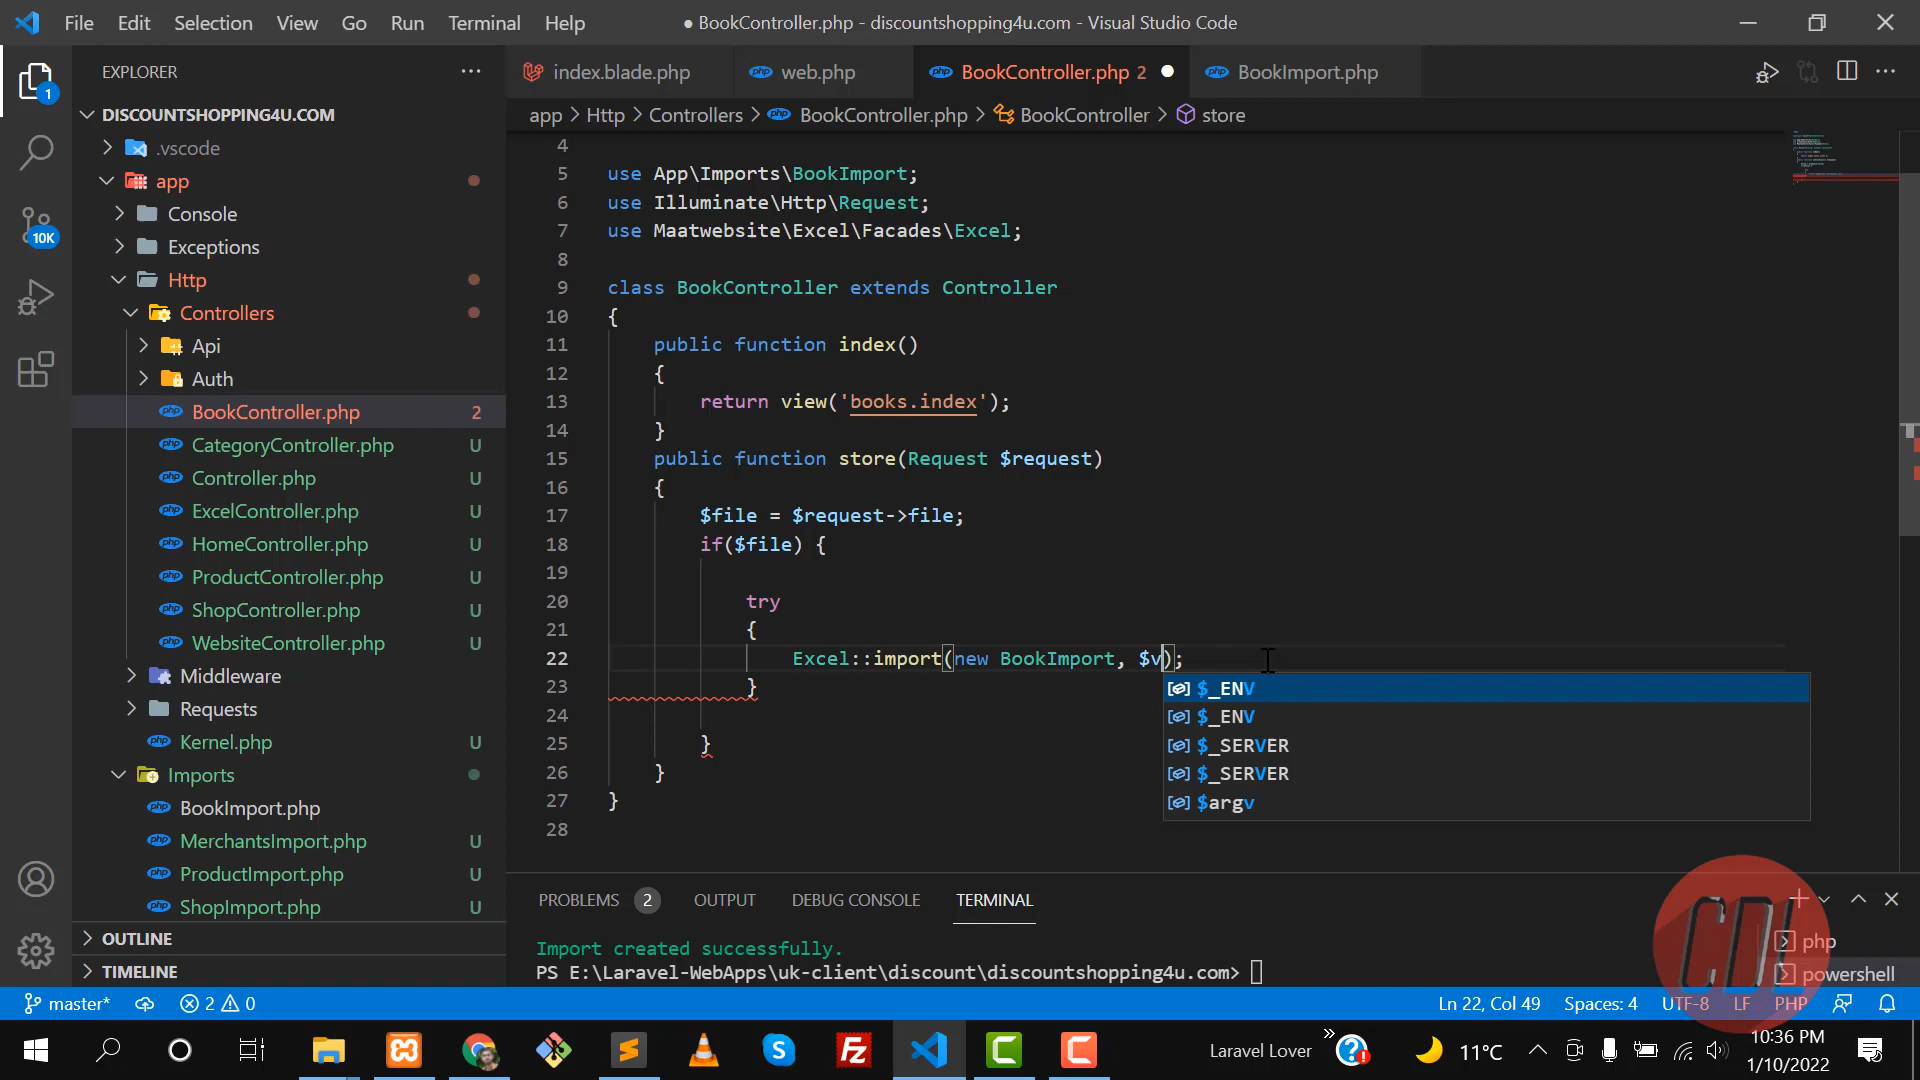 File Edit Selection View Go Run Terminal Help
● BookController.php - discountshopping4u.com - Visual Studio Code
EXPLORER
index.blade.php
web.php
BookController.php 2
BookImport.php
app > Http > Controllers > BookController.php > BookController > store
DISCOUNTSHOPPING4U.COM
.vscode
app
Console
Exceptions
Http
Controllers
Api
Auth
BookController.php 2
CategoryController.php U
Controller.php U
ExcelController.php U
HomeController.php U
ProductController.php U
ShopController.php U
WebsiteController.php U
Middleware
Requests
Kernel.php U
Imports
BookImport.php
MerchantsImport.php U
ProductImport.php U
ShopImport.php U
OUTLINE
TIMELINE
1
10K
4
5 use App\Imports\BookImport;
6 use Illuminate\Http\Request;
7 use Maatwebsite\Excel\Facades\Excel;
8
9 class BookController extends Controller
10 {
11 public function index()
12 {
13 return view('books.index');
14 }
15 public function store(Request $request)
16 {
17 $file = $request->file;
18 if($file) {
19
20 try
21 {
22 Excel::import(new BookImport, $v);
23 }
24
25 }
26 }
27 }
28
$_ENV
$_ENV
$_SERVER
$_SERVER
$argv
PROBLEMS 2 OUTPUT DEBUG CONSOLE TERMINAL
Import created successfully.
PS E:\Laravel-WebApps\uk-client\discount\discountshopping4u.com>
php
powershell
CDL
master* 2 0
Ln 22, Col 49 Spaces: 4 UTF-8 LF PHP
Laravel Lover
11°C
10:36 PM
1/10/2022